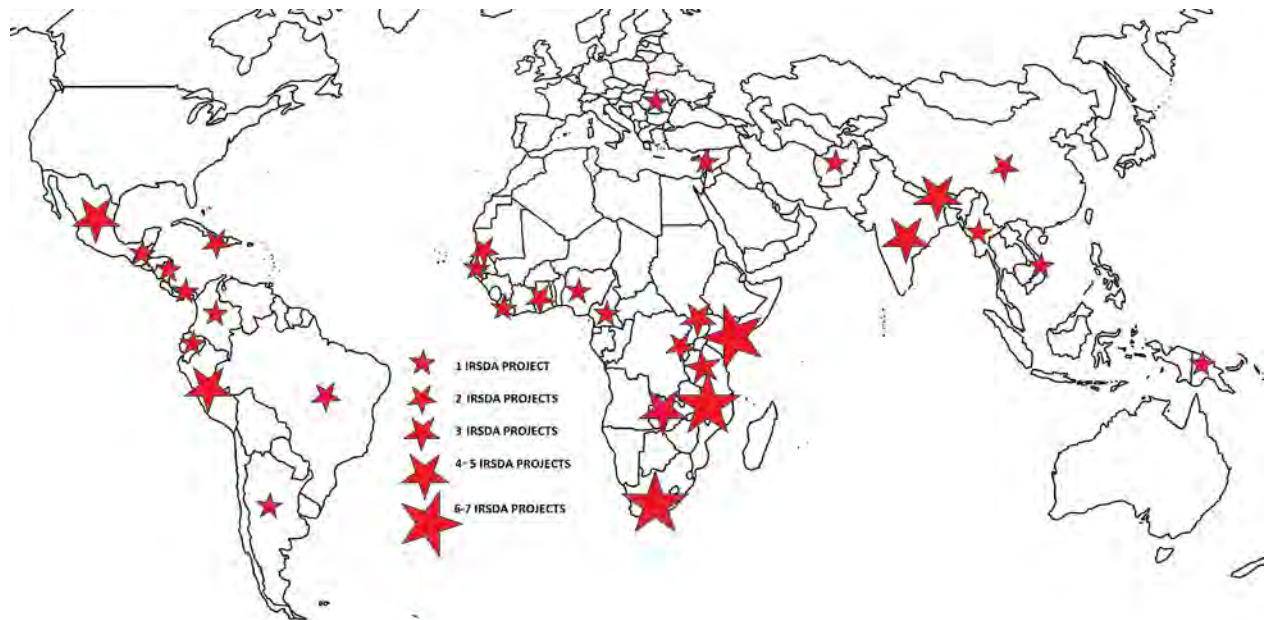 1 IRSDA PROJECT
2 IRSDA PROJECTS
3 IRSDA PROJECTS
4-5 IRSDA PROJECTS
6-7 IRSDA PROJECTS